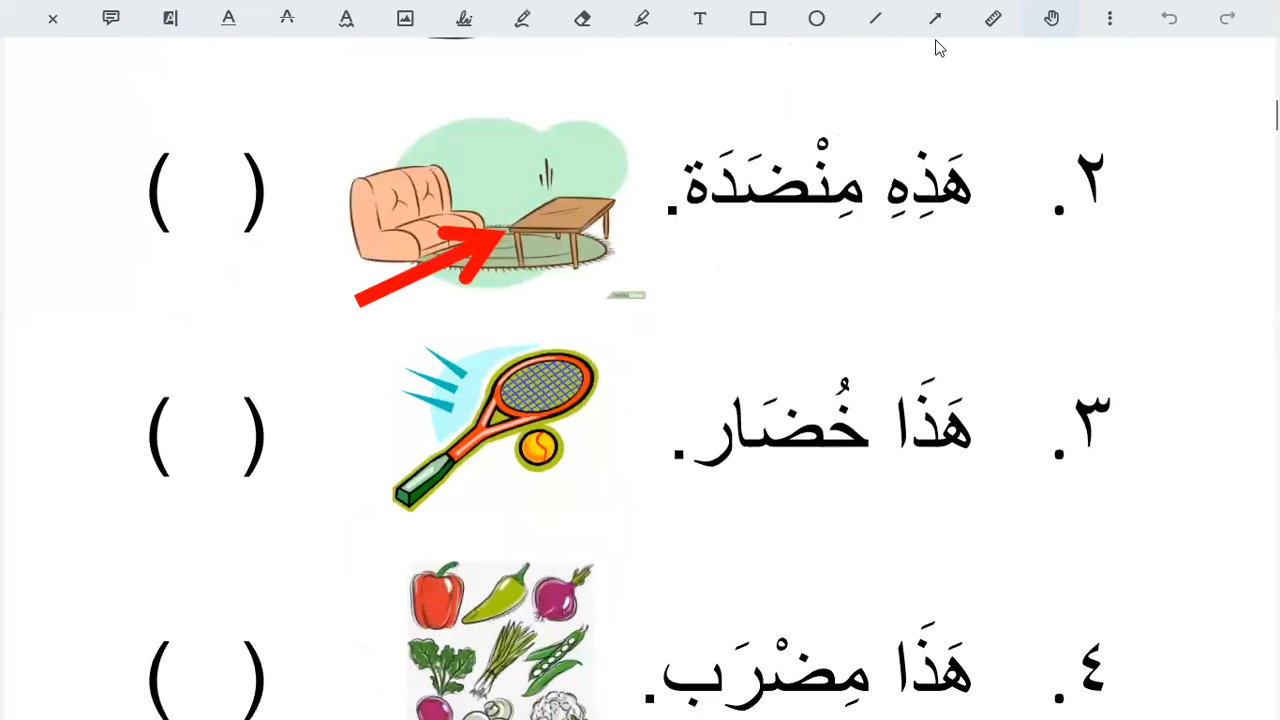 ٢. هَذِهِ مِنْضَدَة. ( )
٣. هَذَا خُضَار. ( )
٤. هَذَا مِضْرَب. ( )